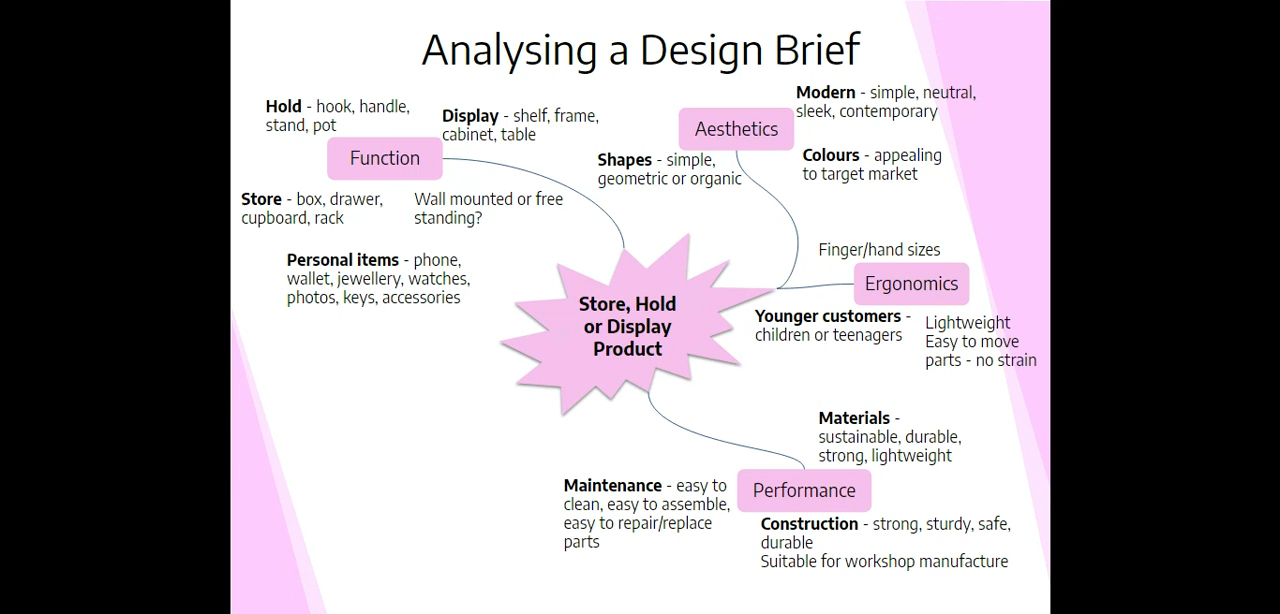 Analysing a Design Brief
Hold - hook, handle,
stand, pot
Display - shelf, frame,
cabinet, table
Function
Store - box, drawer,
cupboard, rack
Wall mounted or free
standing?
Personal items - phone,
wallet, jewellery, watches,
photos, keys, accessories
Modern - simple, neutral,
sleek, contemporary
Aesthetics
Shapes - simple,
geometric or organic
Colours - appealing
to target market
Store, Hold
or Display
Product
Finger/hand sizes
Ergonomics
Younger customers -
children or teenagers
Lightweight
Easy to move
parts - no strain
Materials -
sustainable, durable,
strong, lightweight
Performance
Maintenance - easy to
clean, easy to assemble,
easy to repair/replace
parts
Construction - strong, sturdy, safe,
durable
Suitable for workshop manufacture